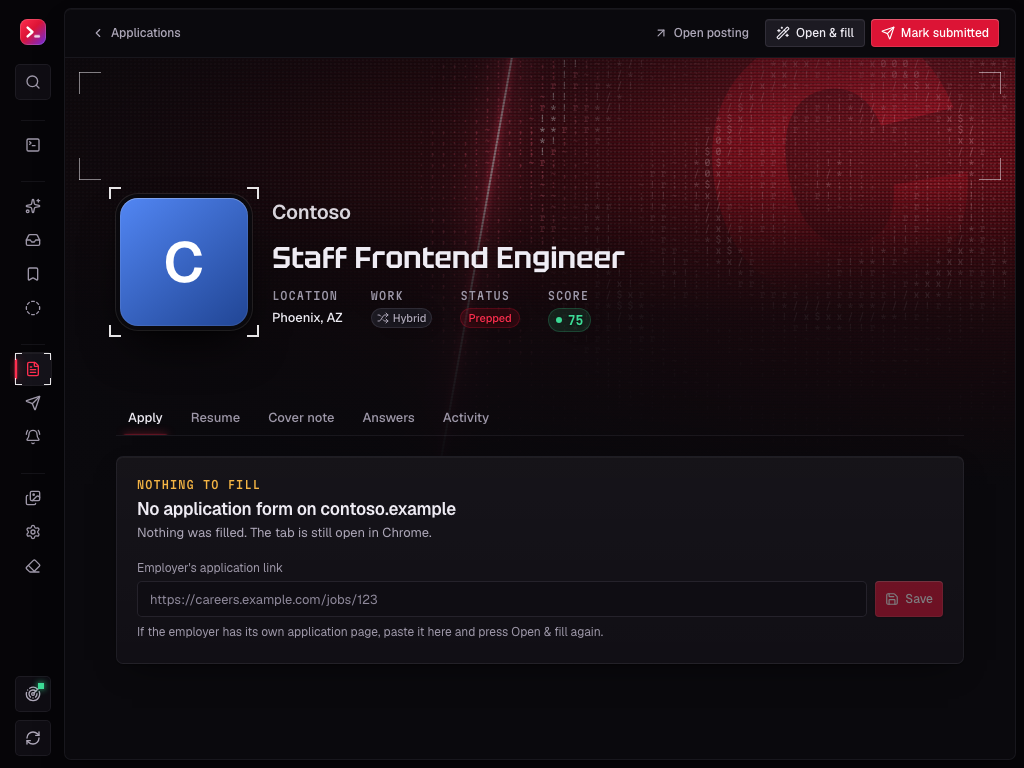 Applications
Open posting
Open & fill
Mark submitted
C
Contoso
Staff Frontend Engineer
LOCATION WORK STATUS SCORE
Phoenix, AZ Hybrid Prepped 75
Apply Resume Cover note Answers Activity
NOTHING TO FILL
No application form on contoso.example
Nothing was filled. The tab is still open in Chrome.
Employer's application link
https://careers.example.com/jobs/123
Save
If the employer has its own application page, paste it here and press Open & fill again.